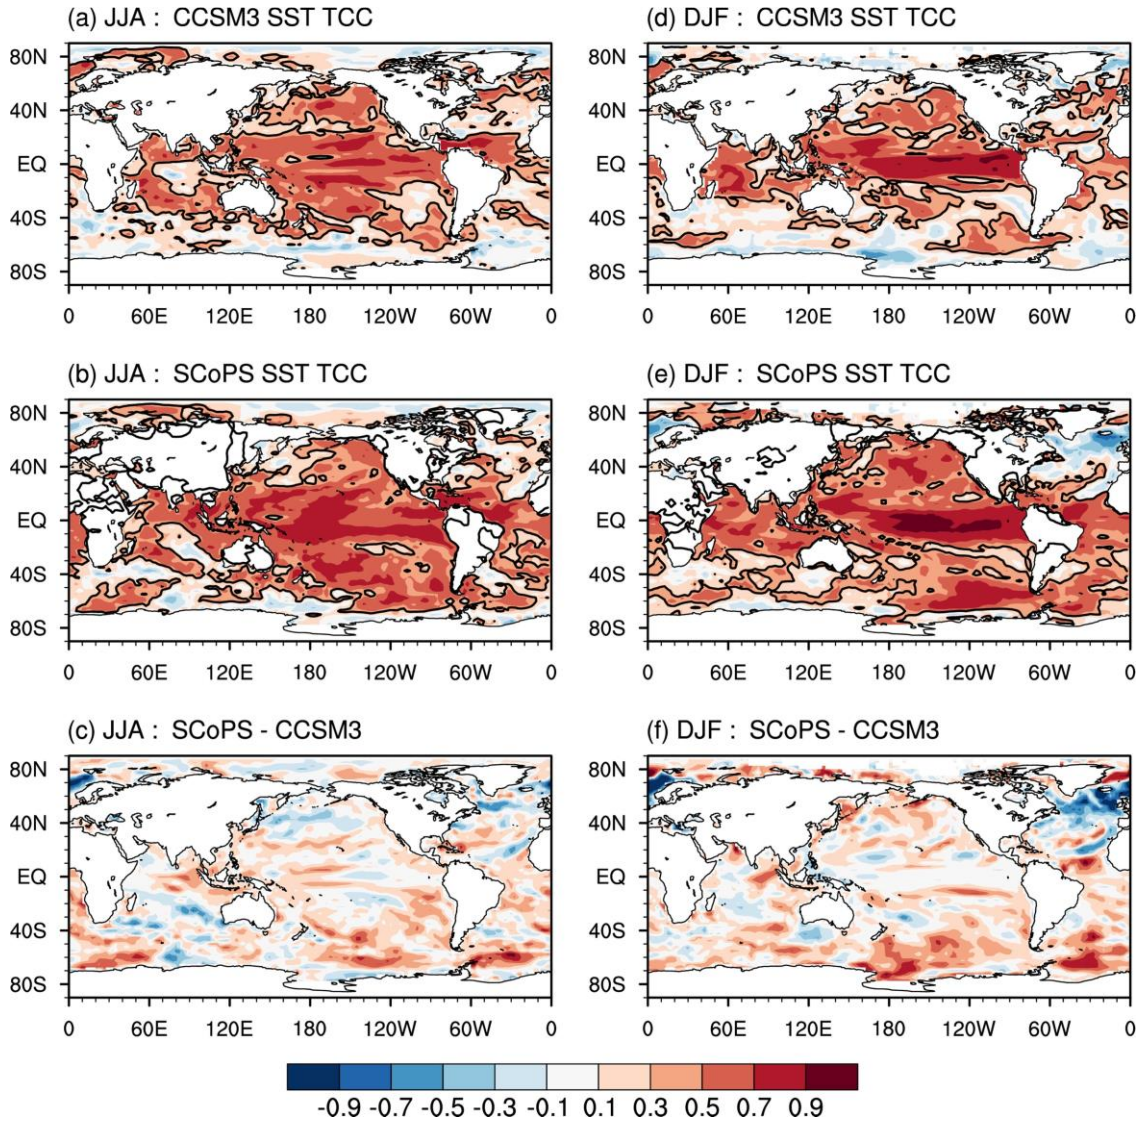 (a) JJA : CCSM3 SST TCC
80N
40N
EQ
40S
80S
0 60E 120E 180 120W 60W 0
(d) DJF : CCSM3 SST TCC
80N
40N
EQ
40S
80S
0 60E 120E 180 120W 60W 0
(b) JJA : SCoPS SST TCC
80N
40N
EQ
40S
80S
0 60E 120E 180 120W 60W 0
(e) DJF : SCoPS SST TCC
80N
40N
EQ
40S
80S
0 60E 120E 180 120W 60W 0
(c) JJA : SCoPS - CCSM3
80N
40N
EQ
40S
80S
0 60E 120E 180 120W 60W 0
(f) DJF : SCoPS - CCSM3
80N
40N
EQ
40S
80S
0 60E 120E 180 120W 60W 0
-0.9 -0.7 -0.5 -0.3 -0.1 0.1 0.3 0.5 0.7 0.9